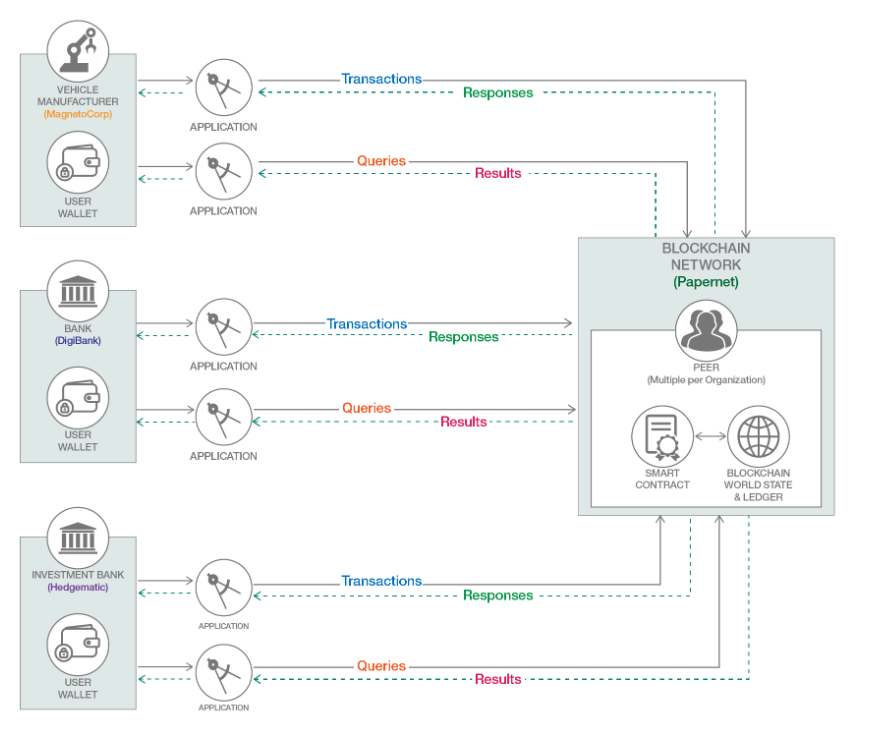 VEHICLE
MANUFACTURER
(MagnetoCorp)
USER
WALLET
APPLICATION
APPLICATION
Transactions
Responses
Queries
Results
BANK
(DigiBank)
USER
WALLET
APPLICATION
APPLICATION
Transactions
Responses
Queries
Results
BLOCKCHAIN
NETWORK
(Papernet)
PEER
(Multiple per Organization)
SMART
CONTRACT
BLOCKCHAIN
WORLD STATE
& LEDGER
INVESTMENT BANK
(Hedgematic)
USER
WALLET
APPLICATION
APPLICATION
Transactions
Responses
Queries
Results